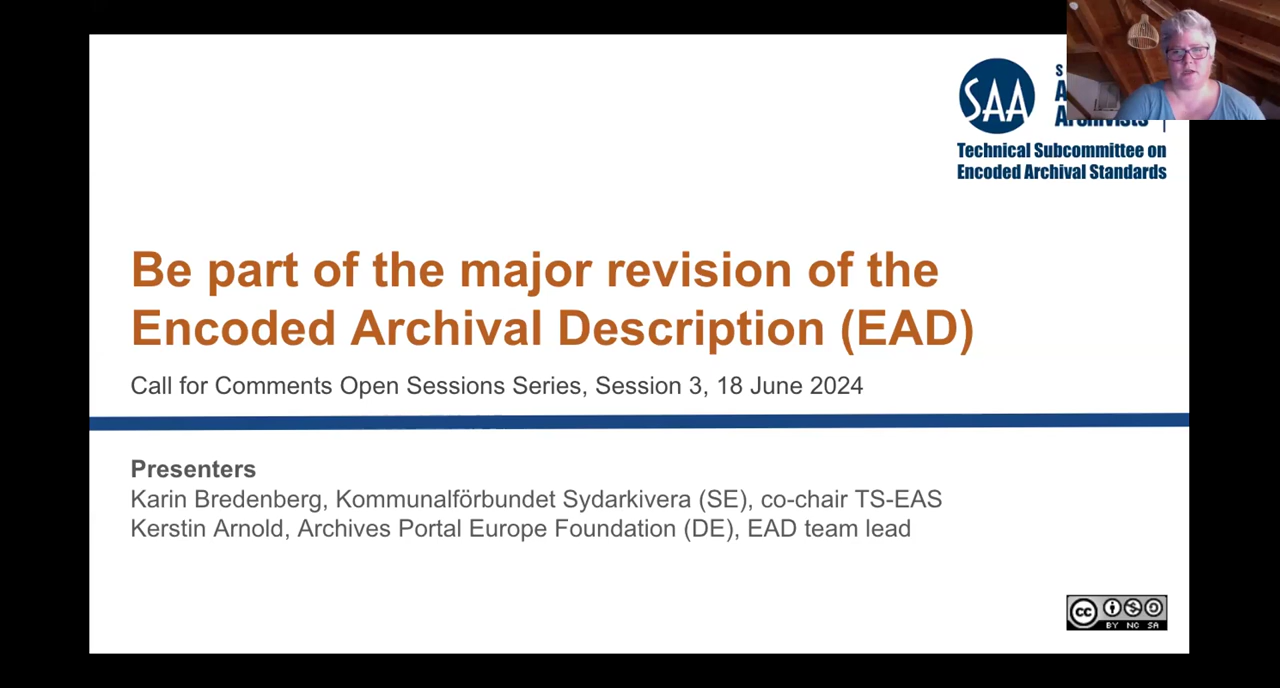 SAA
Technical Subcommittee on
Encoded Archival Standards
Be part of the major revision of the
Encoded Archival Description (EAD)
Call for Comments Open Sessions Series, Session 3, 18 June 2024
Presenters
Karin Bredenberg, Kommunalförbundet Sydarkivera (SE), co-chair TS-EAS
Kerstin Arnold, Archives Portal Europe Foundation (DE), EAD team lead
cc
BY NC SA